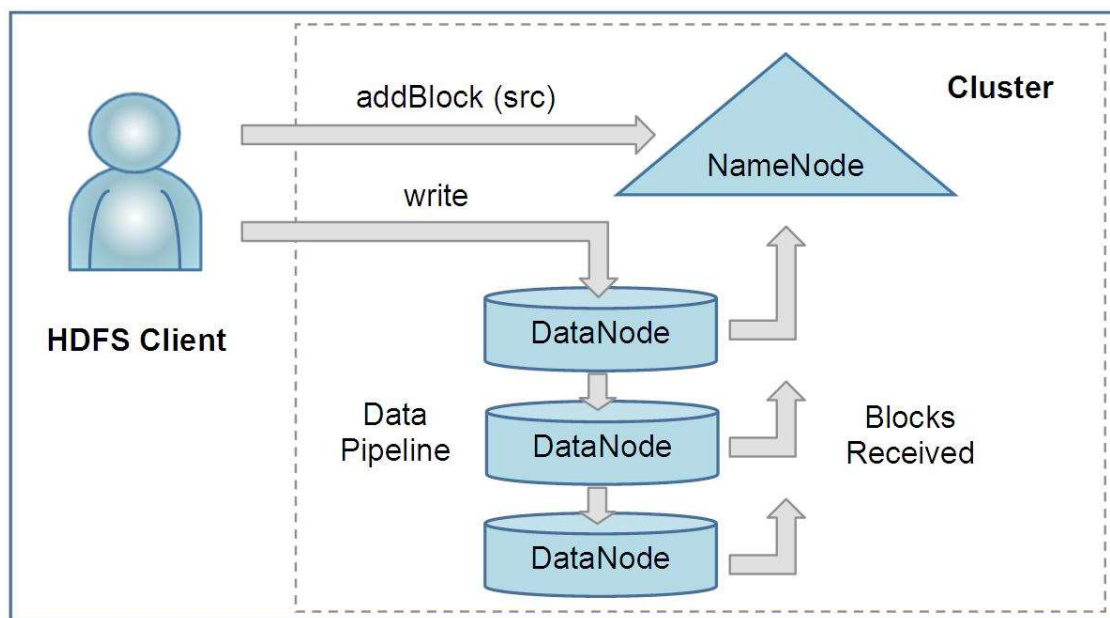 addBlock (src)
Cluster
NameNode
write
HDFS Client
DataNode
Data
Pipeline
DataNode
Blocks
Received
DataNode